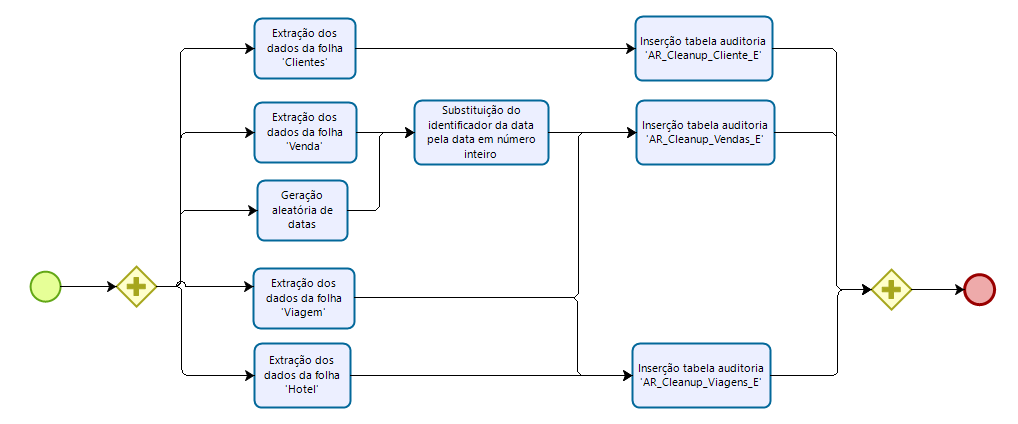 Extração dos
dados da folha
'Clientes'
Inserção tabela auditoria
'AR_Cleanup_Cliente_E'
Extração dos
dados da folha
'Venda'
Substituição do
identificador da data
pela data em número
inteiro
Inserção tabela auditoria
'AR_Cleanup_Vendas_E'
Geração
aleatória de
datas
Extração dos
dados da folha
'Viagem'
Extração dos
dados da folha
'Hotel'
Inserção tabela auditoria
'AR_Cleanup_Viagens_E'